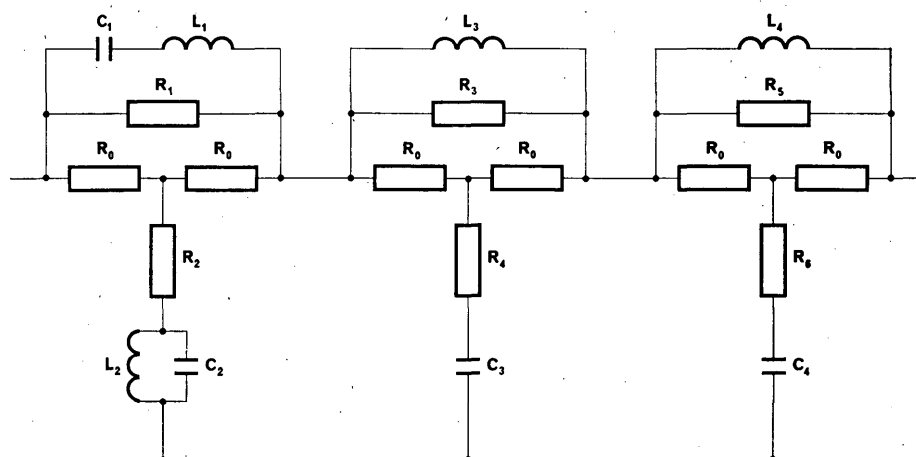 C₁ L₁ L₃ L₄
R₁ R₃ R₅
R₀ R₀ R₀ R₀ R₀ R₀
R₂ R₄ R₆
L₂ C₂ C₃ C₄